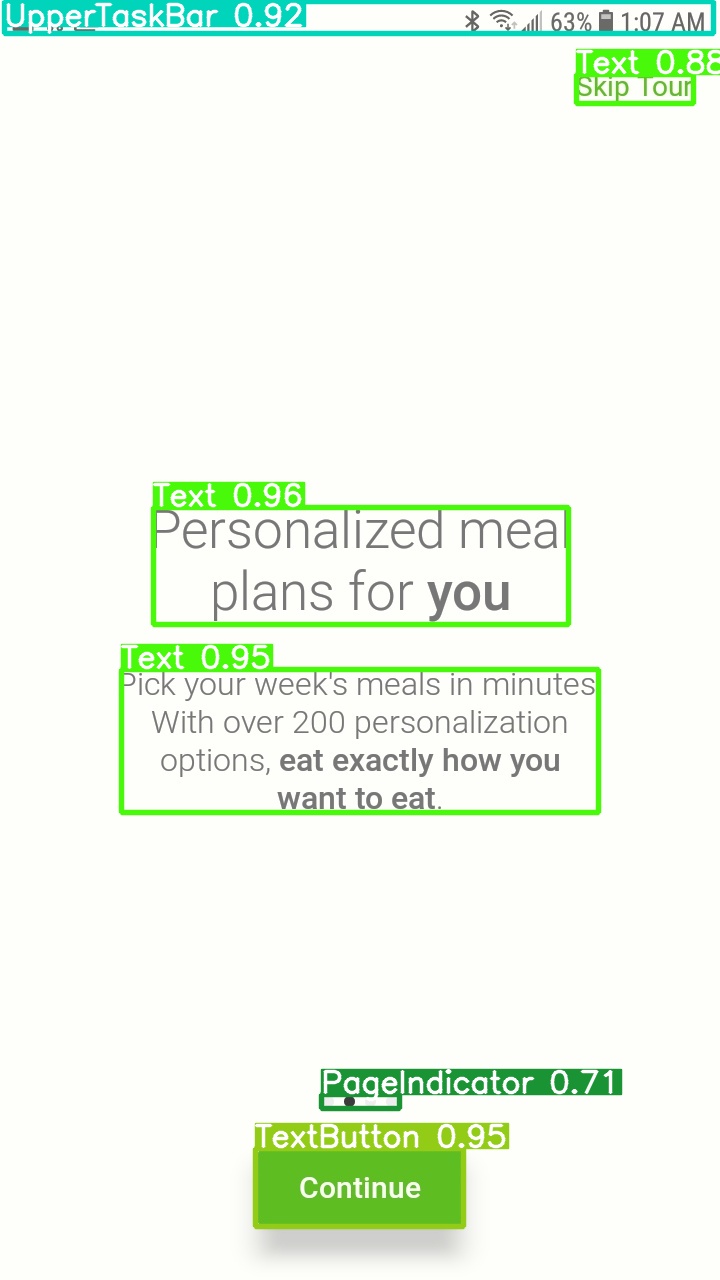 UpperTaskBar 0.92
63% 1:07 AM
Text 0.88
Skip Tour
Text 0.96
Personalized meal
plans for you
Text 0.95
Pick your week's meals in minutes
With over 200 personalization
options, eat exactly how you
want to eat.
PageIndicator 0.71
TextButton 0.95
Continue